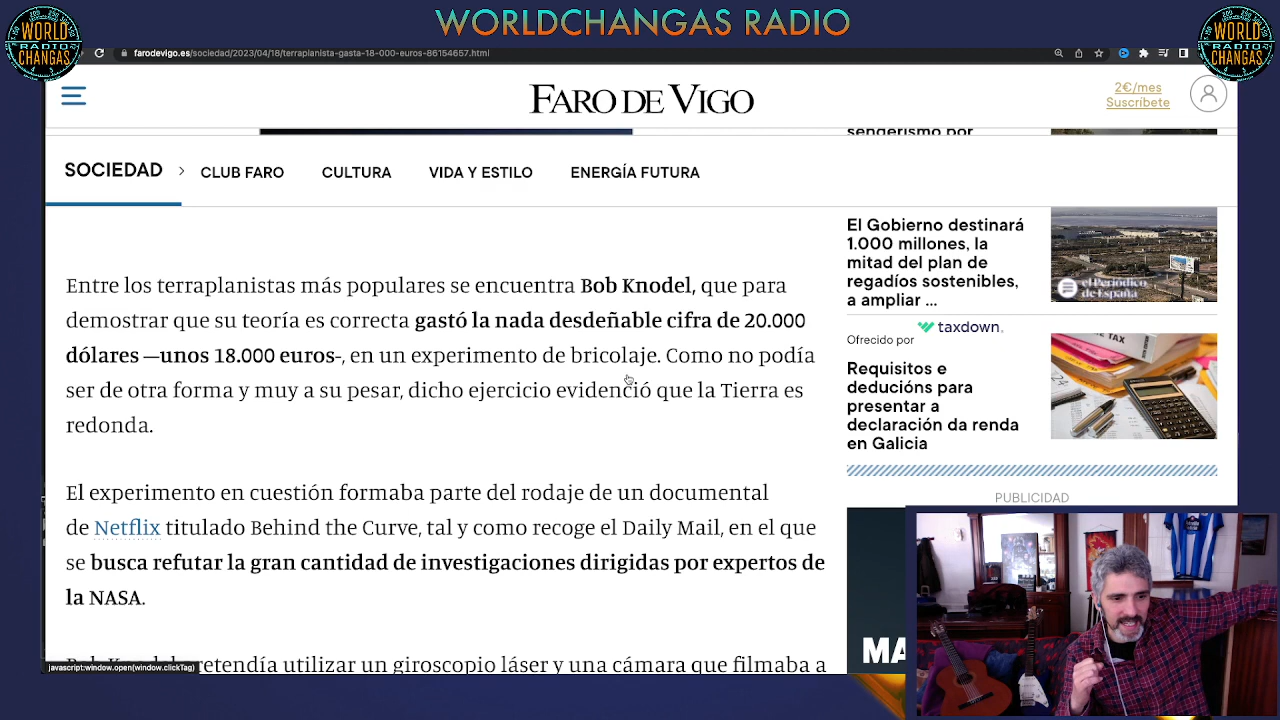 WORLDCHANGAS RADIO
WORLD
RADIO
CHANGAS
WORLD
RADIO
CHANGAS
farodevigo.es/sociedad/2023/04/18/terraplanista-gasta-18-000-euros-86154657.html
FARO DE VIGO
2€/mes
Suscríbete
senderismo por
SOCIEDAD > CLUB FARO CULTURA VIDA Y ESTILO ENERGÍA FUTURA
Entre los terraplanistas más populares se encuentra Bob Knodel, que para
demostrar que su teoría es correcta gastó la nada desdeñable cifra de 20.000
dólares —unos 18.000 euros-, en un experimento de bricolaje. Como no podía
ser de otra forma y muy a su pesar, dicho ejercicio evidenció que la Tierra es
redonda.
El experimento en cuestión formaba parte del rodaje de un documental
de Netflix titulado Behind the Curve, tal y como recoge el Daily Mail, en el que
se busca refutar la gran cantidad de investigaciones dirigidas por expertos de
la NASA.
Bob Knodel pretendía utilizar un giroscopio láser y una cámara que filmaba a
javascript:window.open(window.clickTag)
El Gobierno destinará
1.000 millones, la
mitad del plan de
regadíos sostenibles,
a ampliar ...
el Periódico
de España
Ofrecido por taxdown.
Requisitos e
deducións para
presentar a
declaración da renda
en Galicia
TAX
PUBLICIDAD
MA